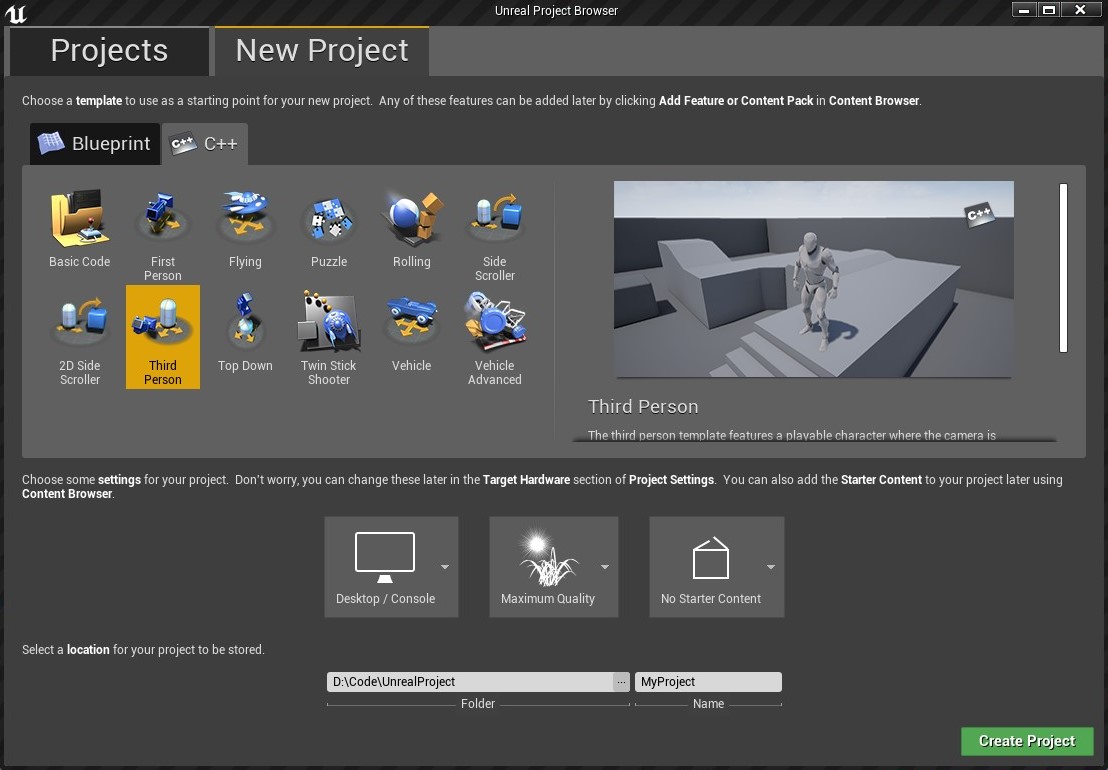 Unreal Project Browser
Projects
New Project
Choose a template to use as a starting point for your new project. Any of these features can be added later by clicking Add Feature or Content Pack in Content Browser.
Blueprint
C++
C++
Basic Code
First
Person
Flying
Puzzle
Rolling
Side
Scroller
2D Side
Scroller
Third
Person
Top Down
Twin Stick
Shooter
Vehicle
Vehicle
Advanced
C++
Third Person
The third person template features a playable character where the camera is
Choose some settings for your project. Don't worry, you can change these later in the Target Hardware section of Project Settings. You can also add the Starter Content to your project later using
Content Browser.
Desktop / Console
Maximum Quality
No Starter Content
Select a location for your project to be stored.
D:\Code\UnrealProject
...
MyProject
Folder
Name
Create Project